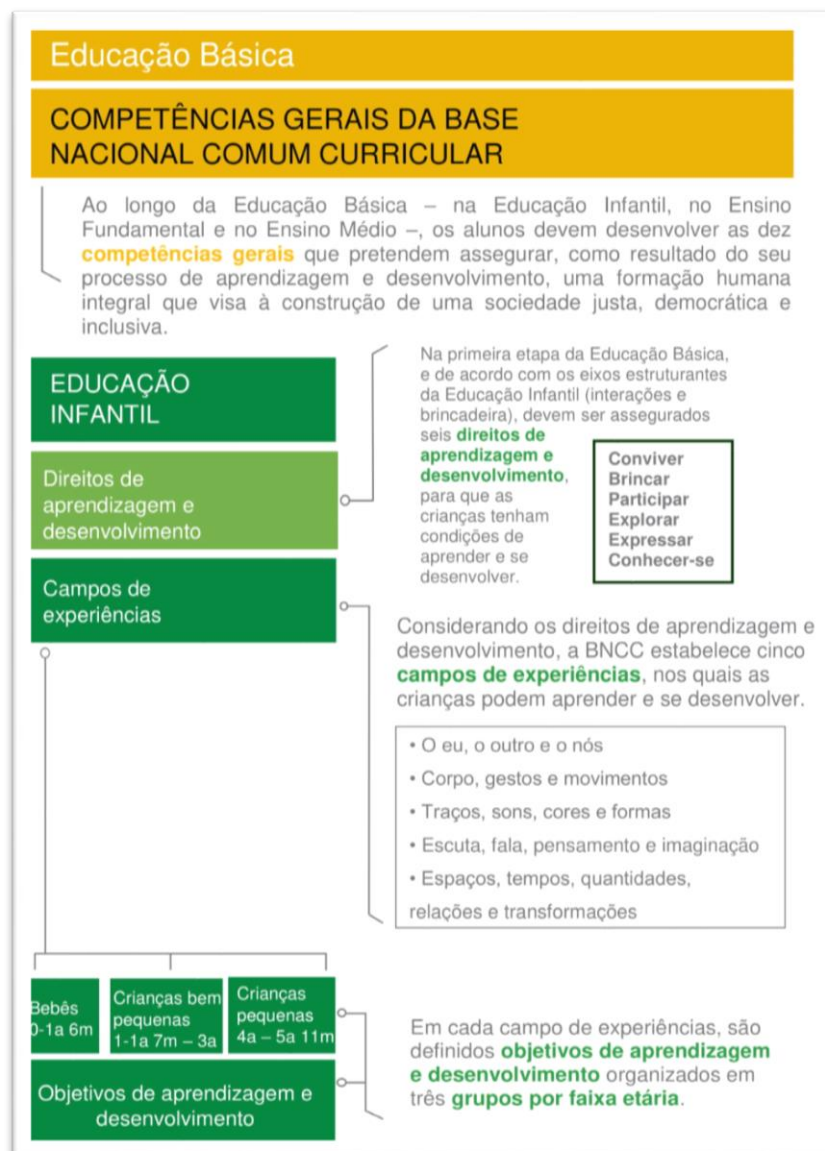 Educação Básica
COMPETÊNCIAS GERAIS DA BASE
NACIONAL COMUM CURRICULAR
Ao longo da Educação Básica – na Educação Infantil, no Ensino
Fundamental e no Ensino Médio –, os alunos devem desenvolver as dez
competências gerais que pretendem assegurar, como resultado do seu
processo de aprendizagem e desenvolvimento, uma formação humana
integral que visa à construção de uma sociedade justa, democrática e
inclusiva.
EDUCAÇÃO
INFANTIL
Direitos de
aprendizagem e
desenvolvimento
Na primeira etapa da Educação Básica,
e de acordo com os eixos estruturantes
da Educação Infantil (interações e
brincadeira), devem ser assegurados
seis direitos de
aprendizagem e
desenvolvimento,
para que as
crianças tenham
condições de
aprender e se
desenvolver.
Conviver
Brincar
Participar
Explorar
Expressar
Conhecer-se
Campos de
experiências
Considerando os direitos de aprendizagem e
desenvolvimento, a BNCC estabelece cinco
campos de experiências, nos quais as
crianças podem aprender e se desenvolver.
• O eu, o outro e o nós
• Corpo, gestos e movimentos
• Traços, sons, cores e formas
• Escuta, fala, pensamento e imaginação
• Espaços, tempos, quantidades,
relações e transformações
Bebês
0-1a 6m
Crianças bem
pequenas
1-1a 7m – 3a
Crianças
pequenas
4a – 5a 11m
Objetivos de aprendizagem e
desenvolvimento
Em cada campo de experiências, são
definidos objetivos de aprendizagem
e desenvolvimento organizados em
três grupos por faixa etária.